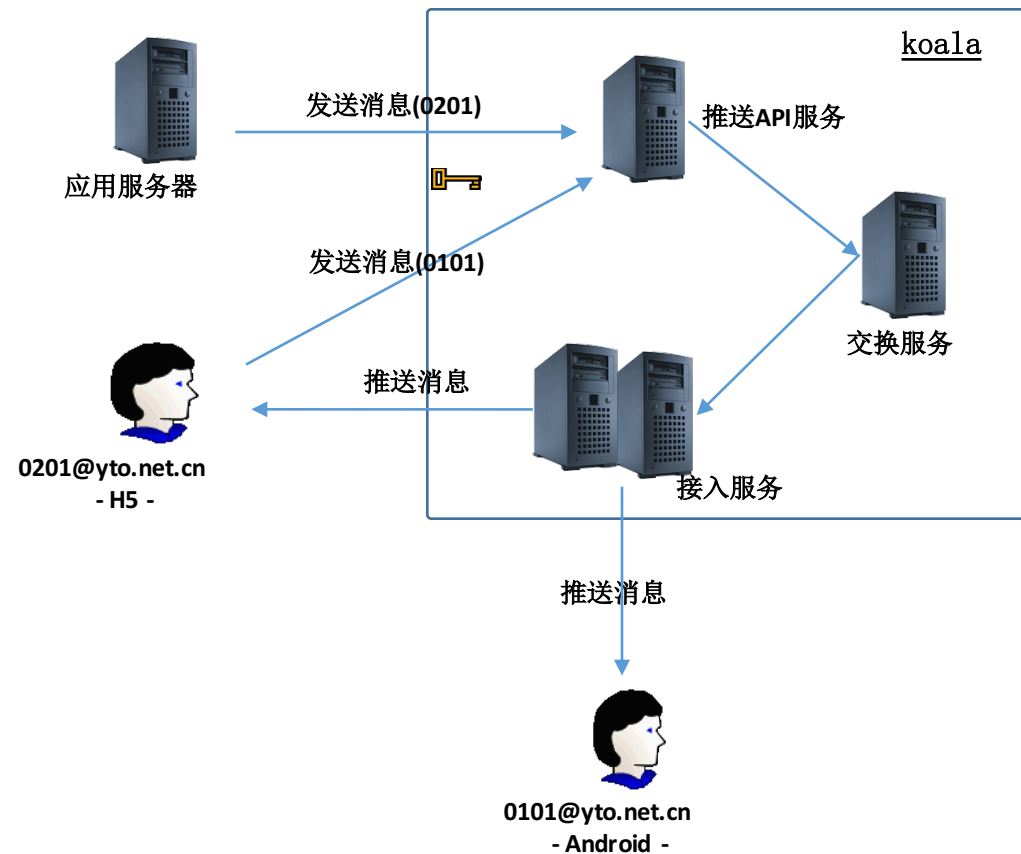 koala
发送消息(0201)
推送API服务
应用服务器
发送消息(0101)
交换服务
推送消息
0201@yto.net.cn
- H5 -
接入服务
推送消息
0101@yto.net.cn
- Android -